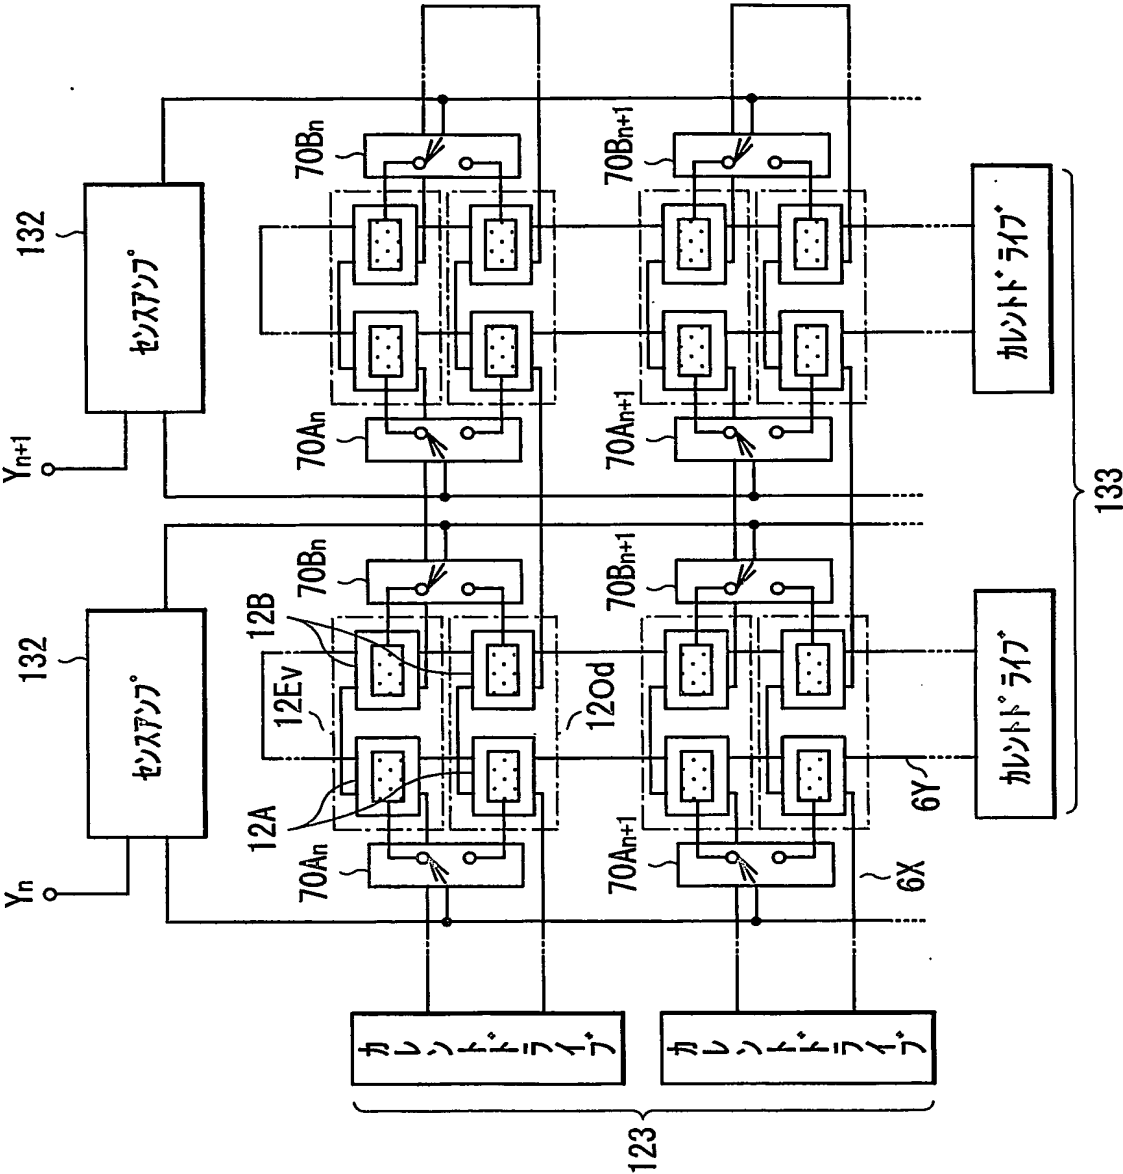 Yn
132
Yn+1
132
センスアンプ
センスアンプ
12A
12Ev
12B
70An
70Bn
70An
70Bn
カレントドライブ
12Od
123
70An+1
70Bn+1
70An+1
70Bn+1
カレントドライブ
6X
6Y
カレントドライブ
カレントドライブ
133